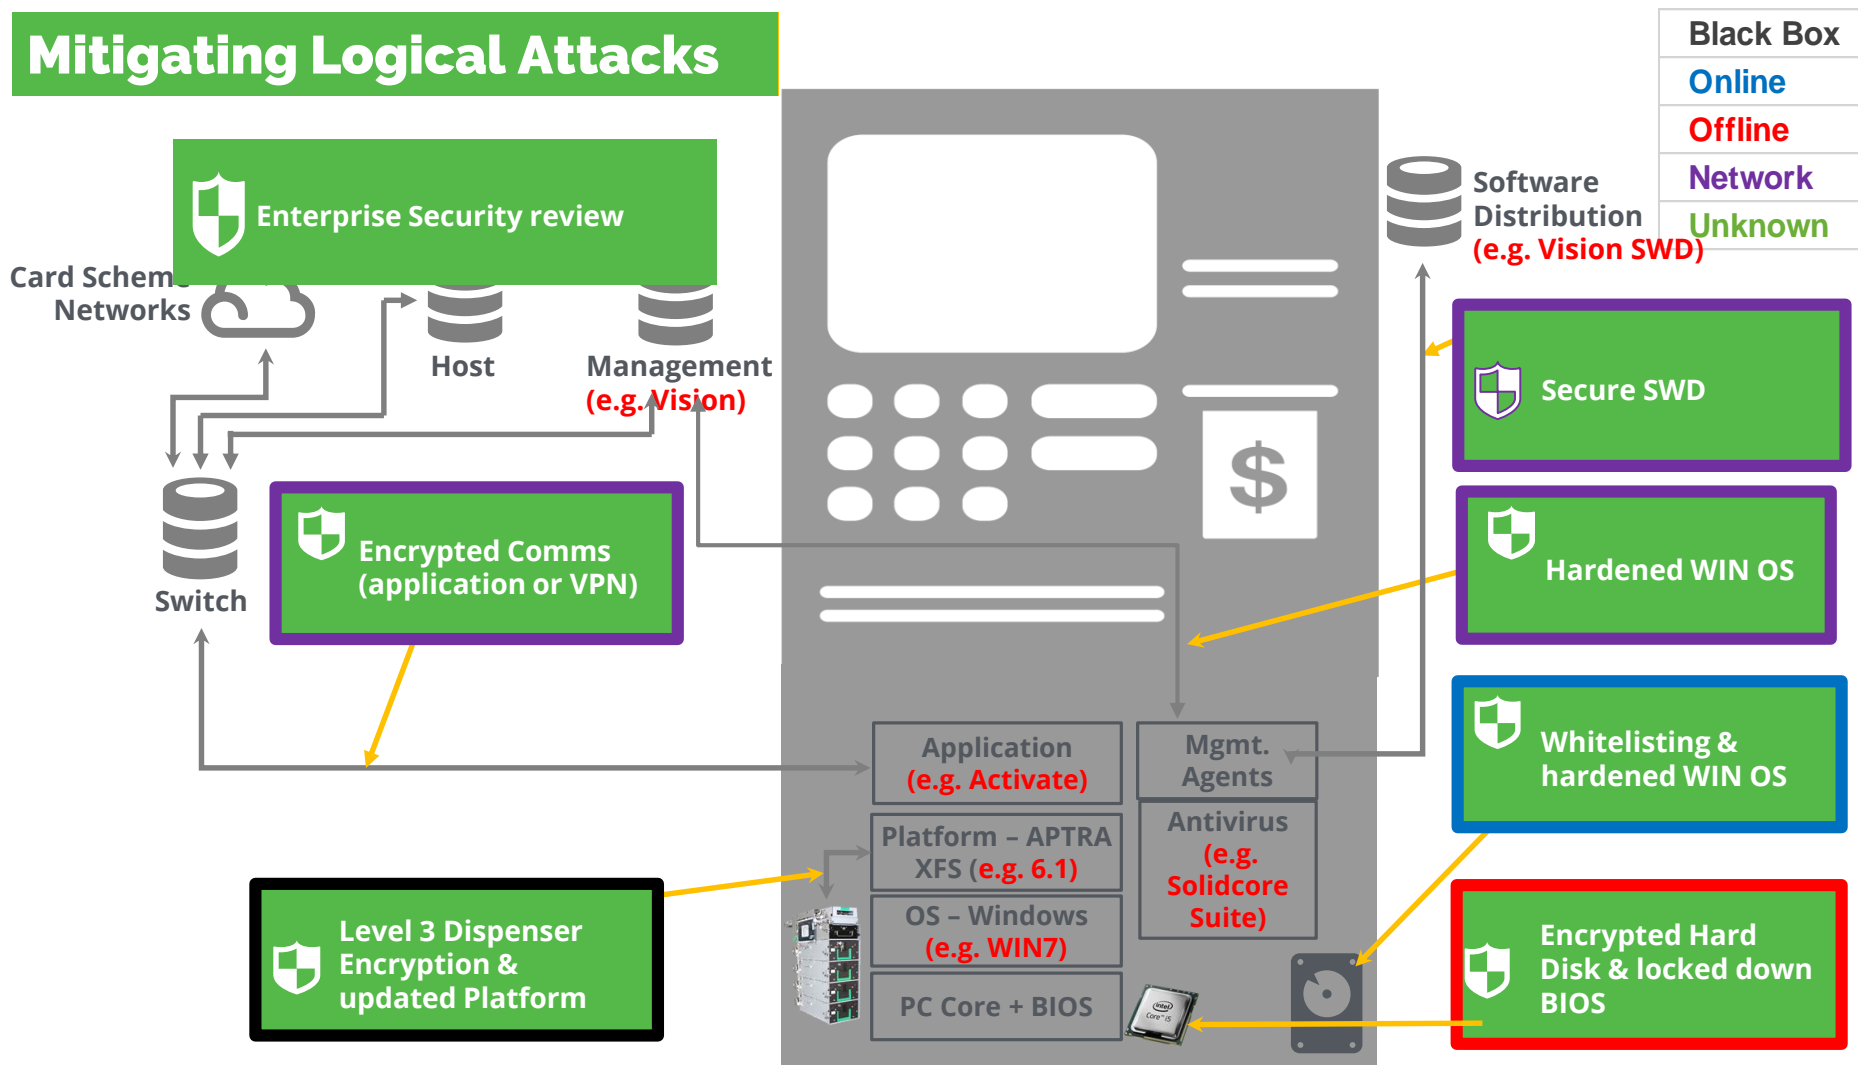 Mitigating Logical Attacks
Black Box
Online
Offline
Network
Unknown
Enterprise Security review
Card Scheme
Networks
Host
Management
(e.g. Vision)
Software
Distribution
(e.g. Vision SWD)
Secure SWD
$
Encrypted Comms
(application or VPN)
Switch
Hardened WIN OS
Application
(e.g. Activate)
Mgmt.
Agents
Whitelisting &
hardened WIN OS
Platform – APTRA
XFS (e.g. 6.1)
Antivirus
(e.g.
Solidcore
Suite)
OS – Windows
(e.g. WIN7)
PC Core + BIOS
Level 3 Dispenser
Encryption &
updated Platform
intel
Core™ i5
Encrypted Hard
Disk & locked down
BIOS